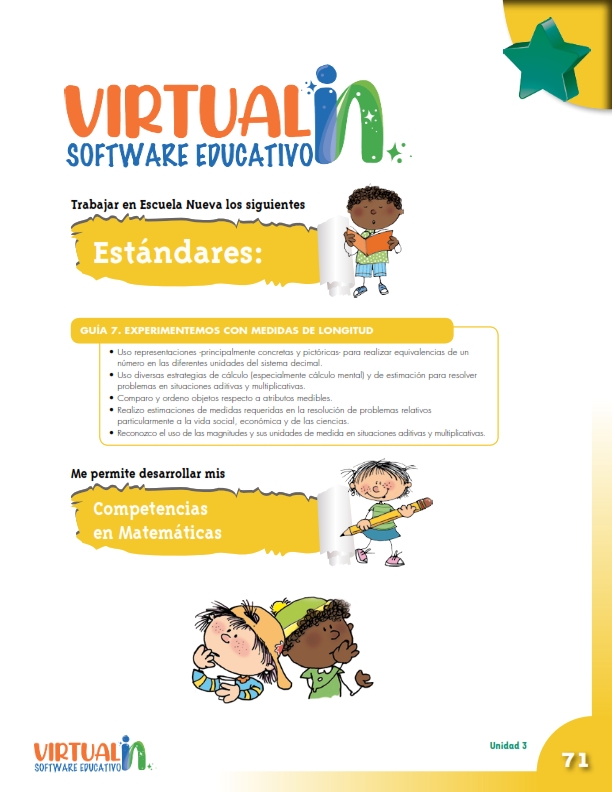 VIRTUALin
SOFTWARE EDUCATIVO
Trabajar en Escuela Nueva los siguientes
Estándares:
GUÍA 7. EXPERIMENTEMOS CON MEDIDAS DE LONGITUD
• Uso representaciones -principalmente concretas y pictóricas- para realizar equivalencias de un
número en las diferentes unidades del sistema decimal.
• Uso diversas estrategias de cálculo (especialmente cálculo mental) y de estimación para resolver
problemas en situaciones aditivas y multiplicativas.
• Comparo y ordeno objetos respecto a atributos medibles.
• Realizo estimaciones de medidas requeridas en la resolución de problemas relativos
particularmente a la vida social, económica y de las ciencias.
• Reconozco el uso de las magnitudes y sus unidades de medida en situaciones aditivas y multiplicativas.
Me permite desarrollar mis
Competencias
en Matemáticas
Unidad 3
71
VIRTUALin
SOFTWARE EDUCATIVO